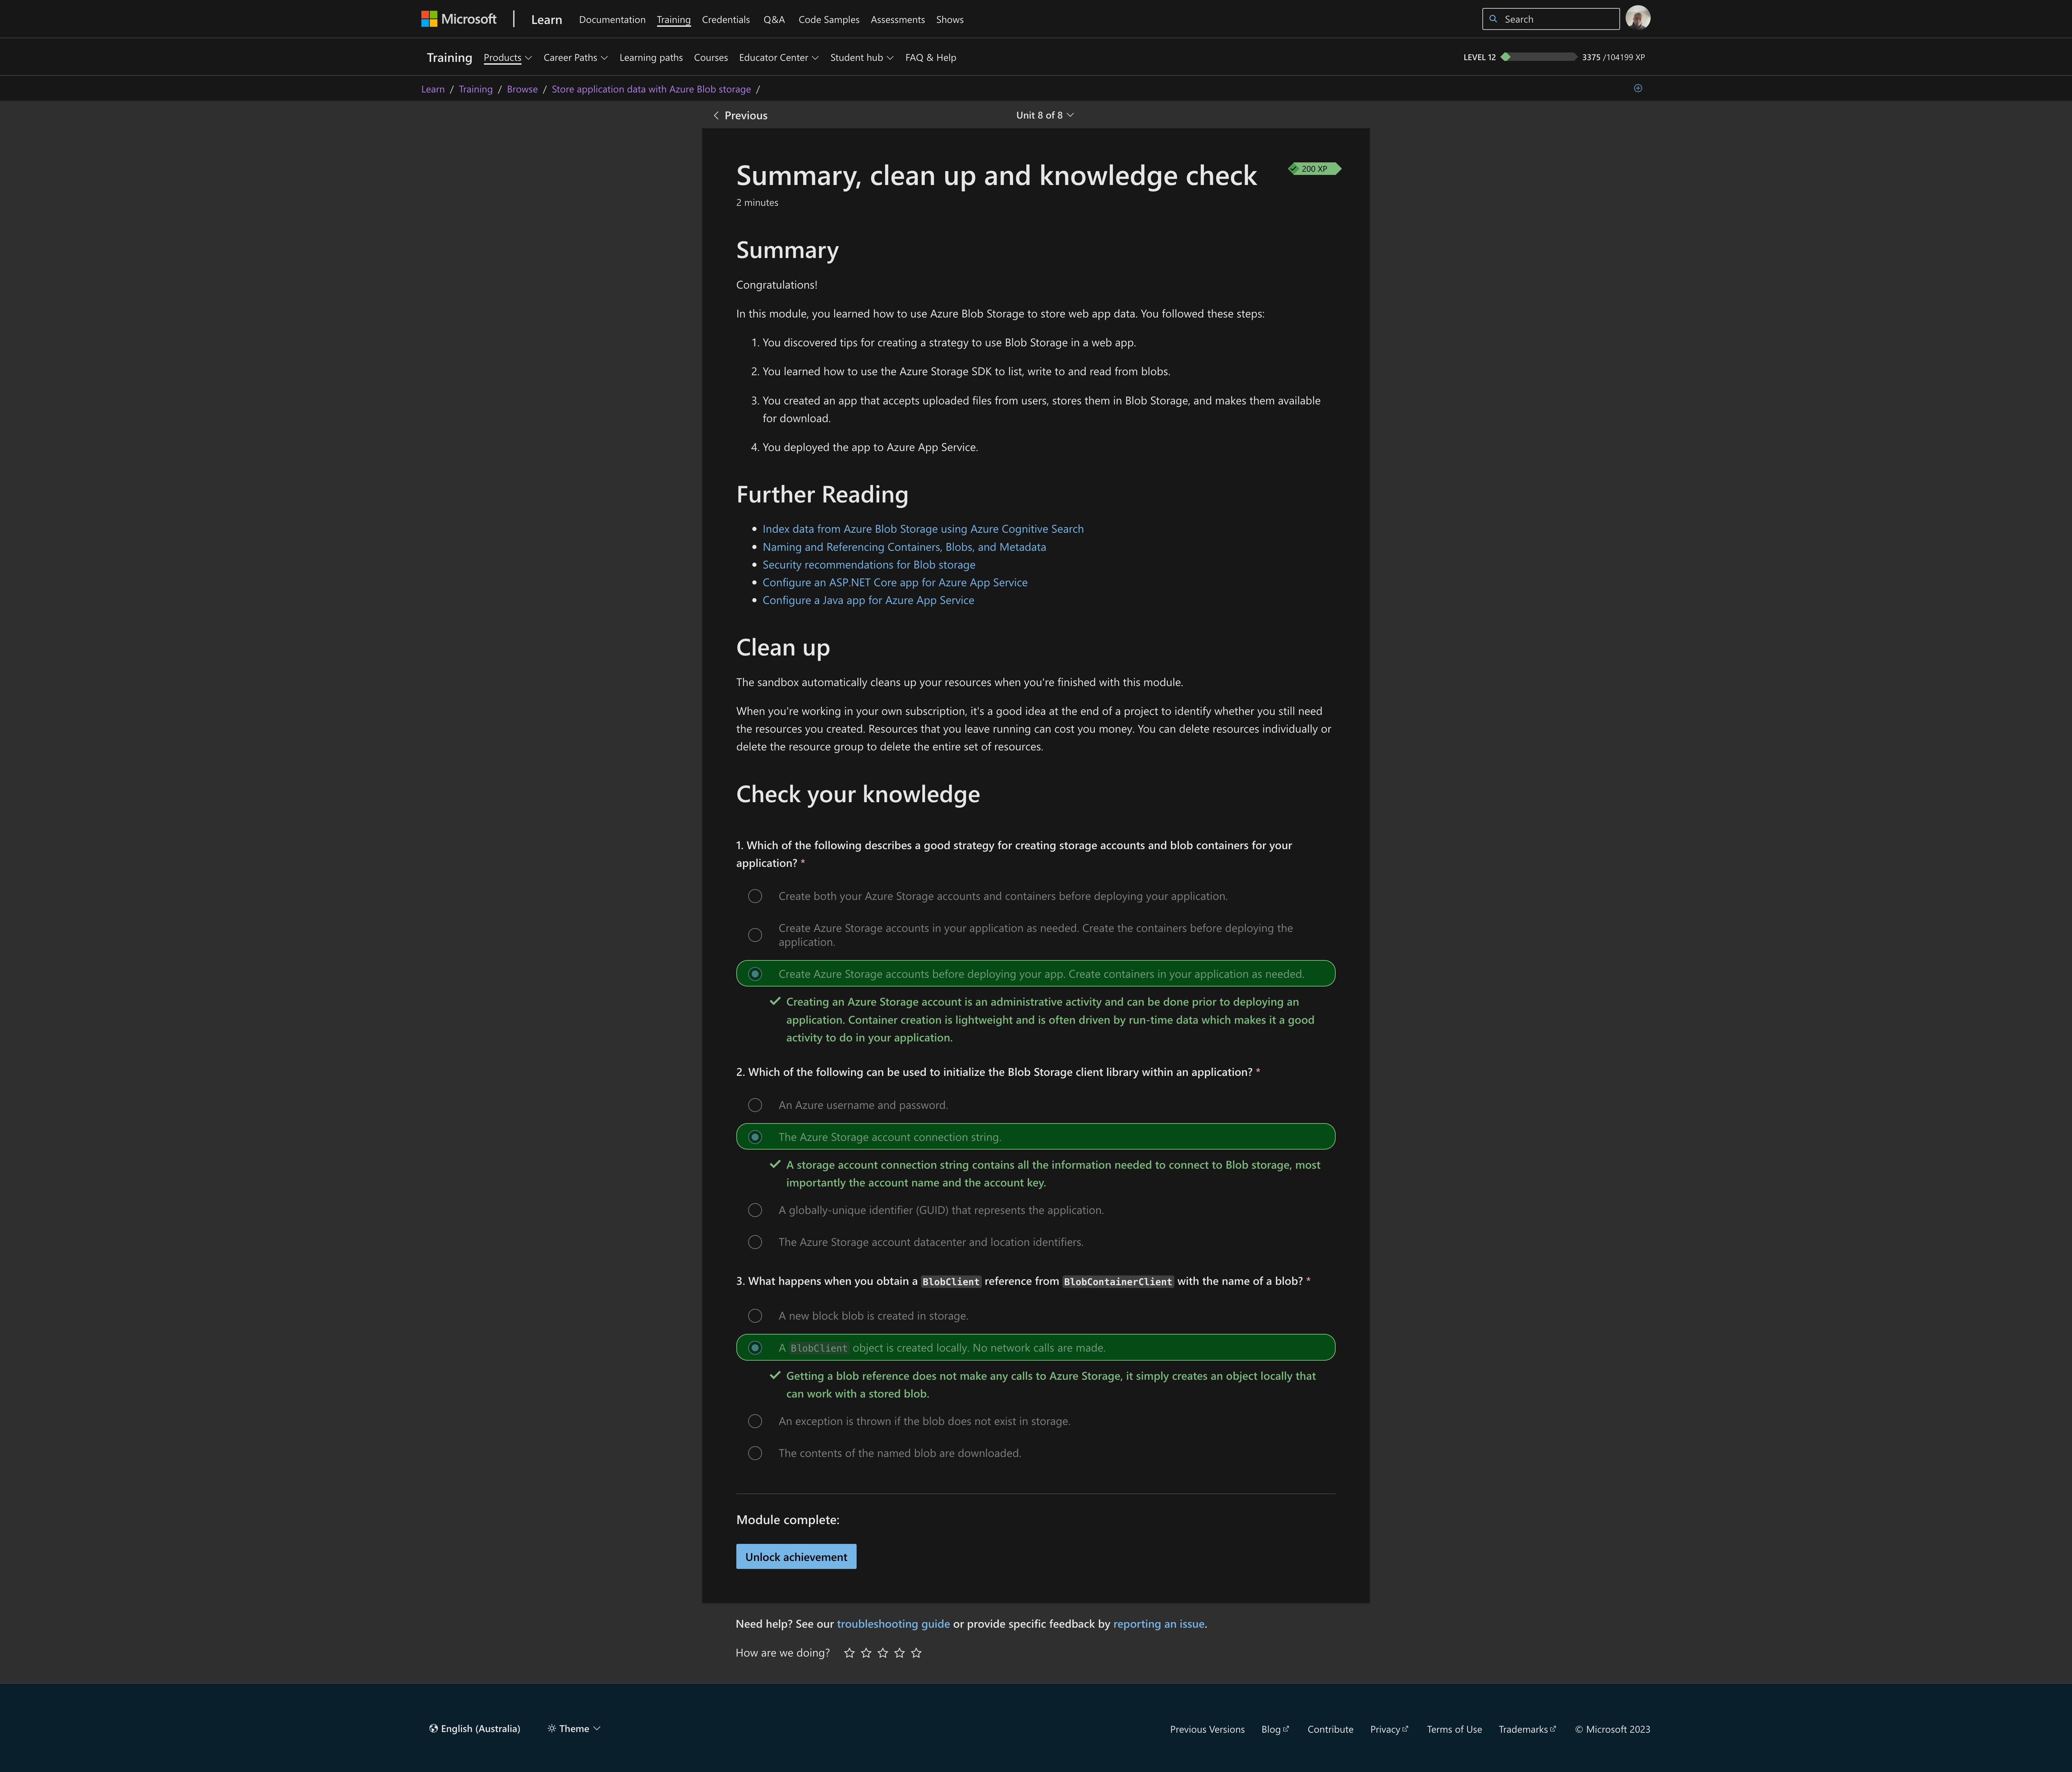 Microsoft
Learn
Documentation
Training
Credentials
Q&A
Code Samples
Assessments
Shows
Search
Training
Products
Career Paths
Learning paths
Courses
Educator Center
Student hub
FAQ & Help
LEVEL 12
3375 /104199 XP
Learn / Training / Browse / Store application data with Azure Blob storage /
Previous
Unit 8 of 8
Summary, clean up and knowledge check
200 XP
2 minutes
Summary
Congratulations!
In this module, you learned how to use Azure Blob Storage to store web app data. You followed these steps:
1. You discovered tips for creating a strategy to use Blob Storage in a web app.
2. You learned how to use the Azure Storage SDK to list, write to and read from blobs.
3. You created an app that accepts uploaded files from users, stores them in Blob Storage, and makes them available
for download.
4. You deployed the app to Azure App Service.
Further Reading
Index data from Azure Blob Storage using Azure Cognitive Search
Naming and Referencing Containers, Blobs, and Metadata
Security recommendations for Blob storage
Configure an ASP.NET Core app for Azure App Service
Configure a Java app for Azure App Service
Clean up
The sandbox automatically cleans up your resources when you're finished with this module.
When you're working in your own subscription, it's a good idea at the end of a project to identify whether you still need
the resources you created. Resources that you leave running can cost you money. You can delete resources individually or
delete the resource group to delete the entire set of resources.
Check your knowledge
1. Which of the following describes a good strategy for creating storage accounts and blob containers for your
application? *
Create both your Azure Storage accounts and containers before deploying your application.
Create Azure Storage accounts in your application as needed. Create the containers before deploying the
application.
Create Azure Storage accounts before deploying your app. Create containers in your application as needed.
Creating an Azure Storage account is an administrative activity and can be done prior to deploying an
application. Container creation is lightweight and is often driven by run-time data which makes it a good
activity to do in your application.
2. Which of the following can be used to initialize the Blob Storage client library within an application? *
An Azure username and password.
The Azure Storage account connection string.
A storage account connection string contains all the information needed to connect to Blob storage, most
importantly the account name and the account key.
A globally-unique identifier (GUID) that represents the application.
The Azure Storage account datacenter and location identifiers.
3. What happens when you obtain a BlobClient reference from BlobContainerClient with the name of a blob? *
A new block blob is created in storage.
A BlobClient object is created locally. No network calls are made.
Getting a blob reference does not make any calls to Azure Storage, it simply creates an object locally that
can work with a stored blob.
An exception is thrown if the blob does not exist in storage.
The contents of the named blob are downloaded.
Module complete:
Unlock achievement
Need help? See our troubleshooting guide or provide specific feedback by reporting an issue.
How are we doing?
English (Australia)
Theme
Previous Versions
Blog
Contribute
Privacy
Terms of Use
Trademarks
© Microsoft 2023